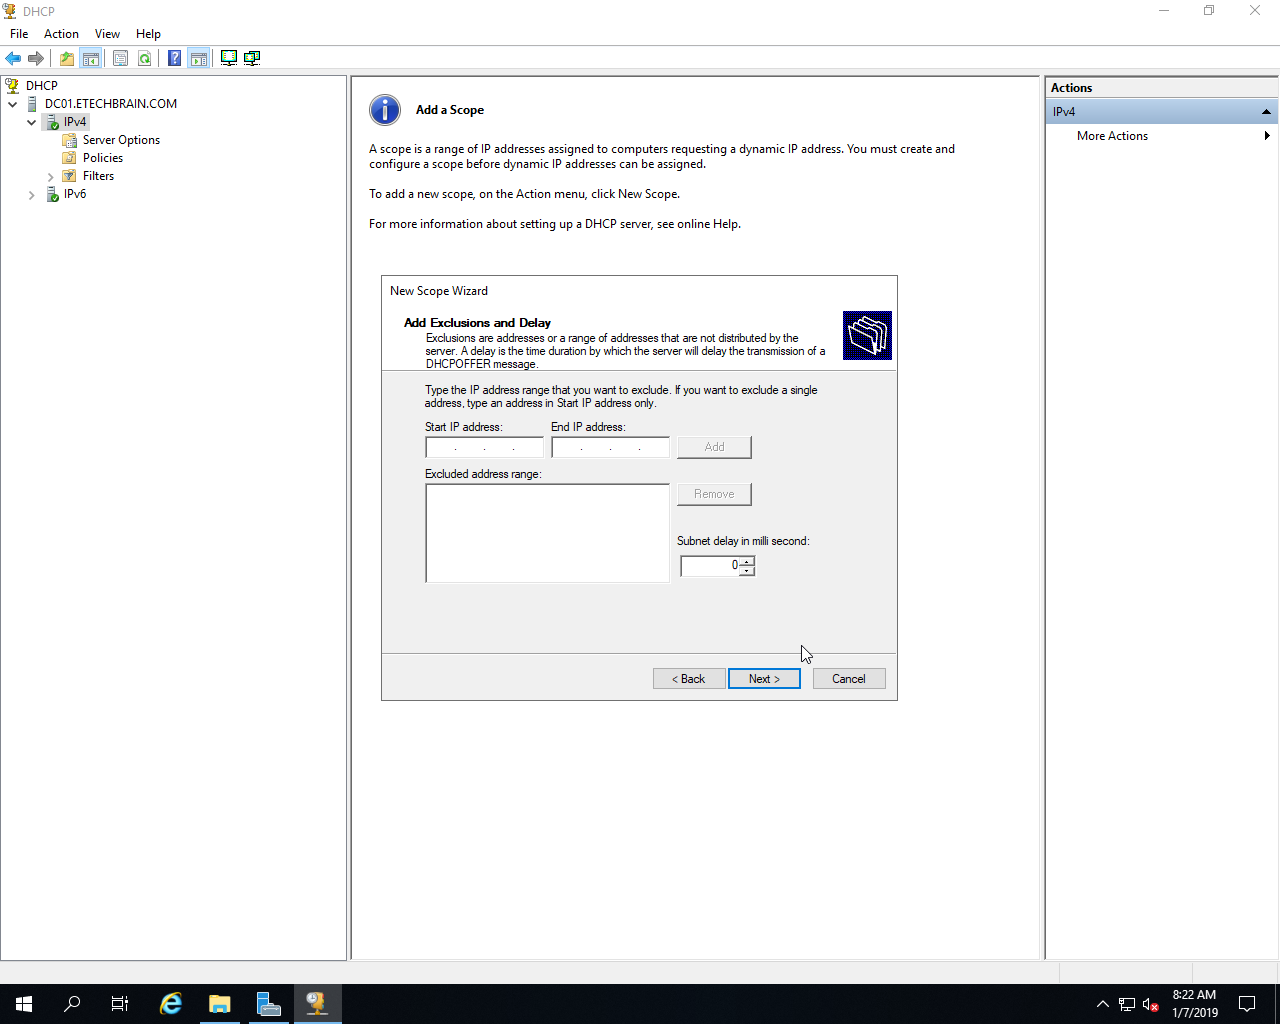 DHCP
File Action View Help
DHCP
DC01.ETECHBRAIN.COM
IPv4
Server Options
Policies
Filters
IPv6
Add a Scope
A scope is a range of IP addresses assigned to computers requesting a dynamic IP address. You must create and
configure a scope before dynamic IP addresses can be assigned.
To add a new scope, on the Action menu, click New Scope.
For more information about setting up a DHCP server, see online Help.
New Scope Wizard
Add Exclusions and Delay
Exclusions are addresses or a range of addresses that are not distributed by the
server. A delay is the time duration by which the server will delay the transmission of a
DHCPOFFER message.
Type the IP address range that you want to exclude. If you want to exclude a single
address, type an address in Start IP address only.
Start IP address: End IP address:
. . . . . . Add
Excluded address range:
Remove
Subnet delay in milli second:
0
< Back Next > Cancel
Actions
IPv4
More Actions
8:22 AM
1/7/2019